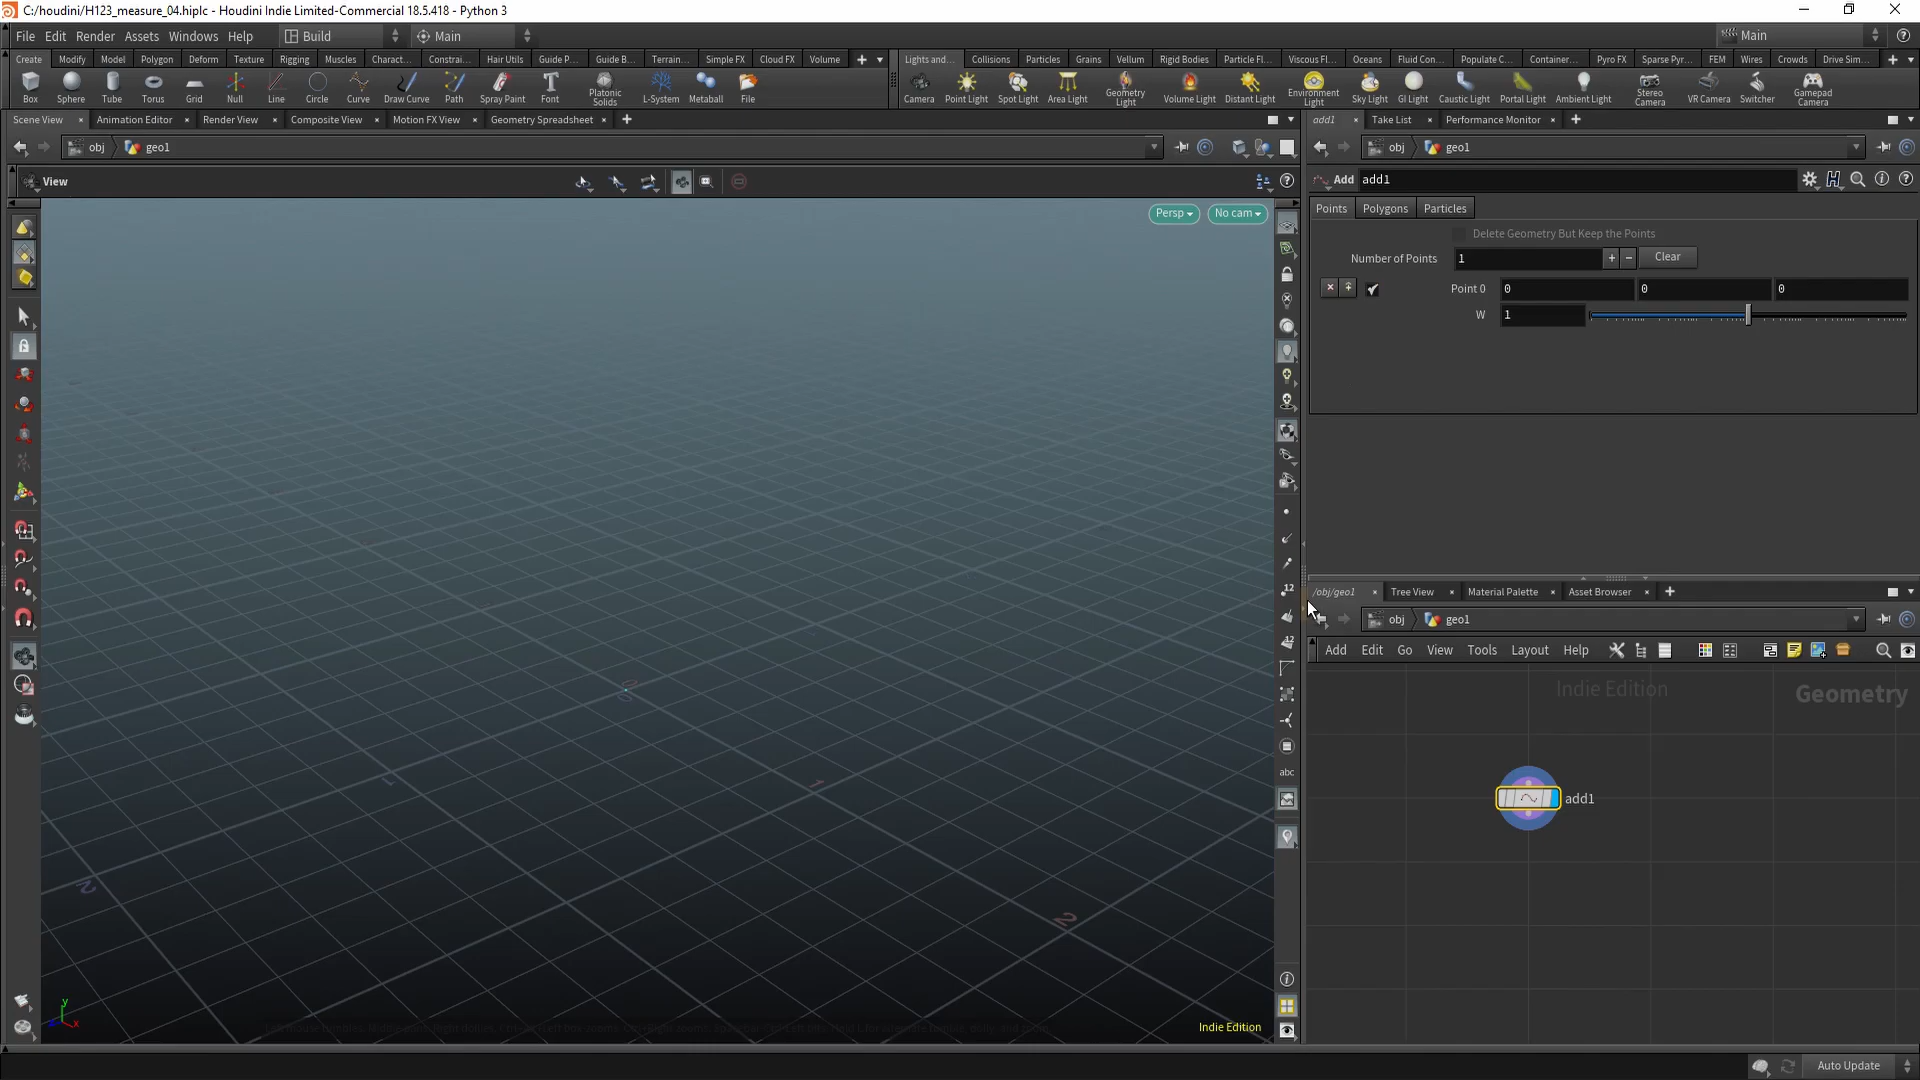 C:/houdini/H123_measure_04.hiplc - Houdini Indie Limited-Commercial 18.5.418 - Python 3
File Edit Render Assets Windows Help Build Main Main
Create Modify Model Polygon Deform Texture Rigging Muscles Charact... Constrai... Hair Utils Guide P... Guide B... Terrain... Simple FX Cloud FX Volume
Lights and... Collisions Particles Grains Vellum Rigid Bodies Particle Fl... Viscous Fl... Oceans Fluid Con... Populate C... Container... Pyro FX Sparse Pyr... FEM Wires Crowds Drive Sim...
Box Sphere Tube Torus Grid Null Line Circle Curve Draw Curve Path Spray Paint Font Platonic Solids L-System Metaball File
Camera Point Light Spot Light Area Light Geometry Light Volume Light Distant Light Environment Light Sky Light GI Light Caustic Light Portal Light Ambient Light Stereo Camera VR Camera Switcher Gamepad Camera
Scene View Animation Editor Render View Composite View Motion FX View Geometry Spreadsheet
add1 Take List Performance Monitor
obj geo1
obj geo1
View
Add add1
Points Polygons Particles
Persp No cam
Delete Geometry But Keep the Points
Number of Points 1 + - Clear
Point 0 0 0 0
W 1
/obj/geo1 Tree View Material Palette Asset Browser
obj geo1
Add Edit Go View Tools Layout Help
Indie Edition Geometry
add1
12
12
abc
0
0
1
1
2
2
y
x
Indie Edition
Auto Update